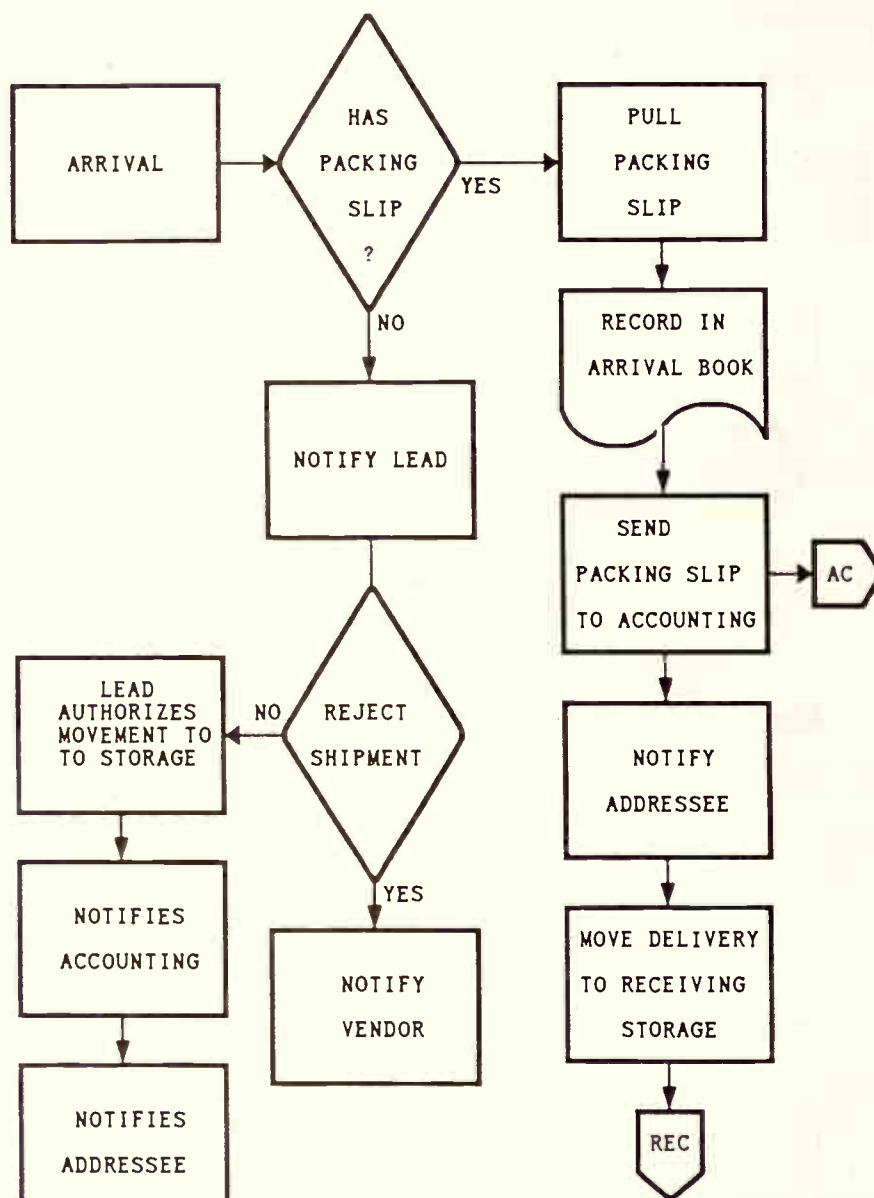 ARRIVAL
HAS
PACKING
SLIP
?
YES
PULL
PACKING
SLIP
NO
RECORD IN
ARRIVAL BOOK
NOTIFY LEAD
SEND
PACKING SLIP
TO ACCOUNTING
AC
LEAD
AUTHORIZES
MOVEMENT TO
TO STORAGE
NO
REJECT
SHIPMENT
YES
NOTIFY
ADDRESSEE
NOTIFIES
ACCOUNTING
NOTIFY
VENDOR
MOVE DELIVERY
TO RECEIVING
STORAGE
NOTIFIES
ADDRESSEE
REC